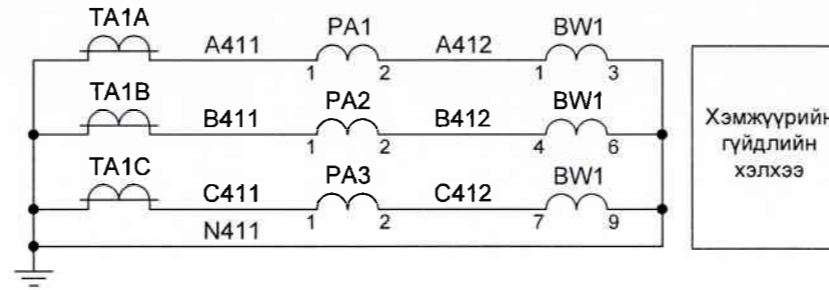 TA1A A411 PA1 A412 BW1
1 2 1 3
TA1B B411 PA2 B412 BW1
1 2 4 6
TA1C C411 PA3 C412 BW1
1 2 7 9
N411
Хэмжүүрийн
гүйдлийн
хэлхээ